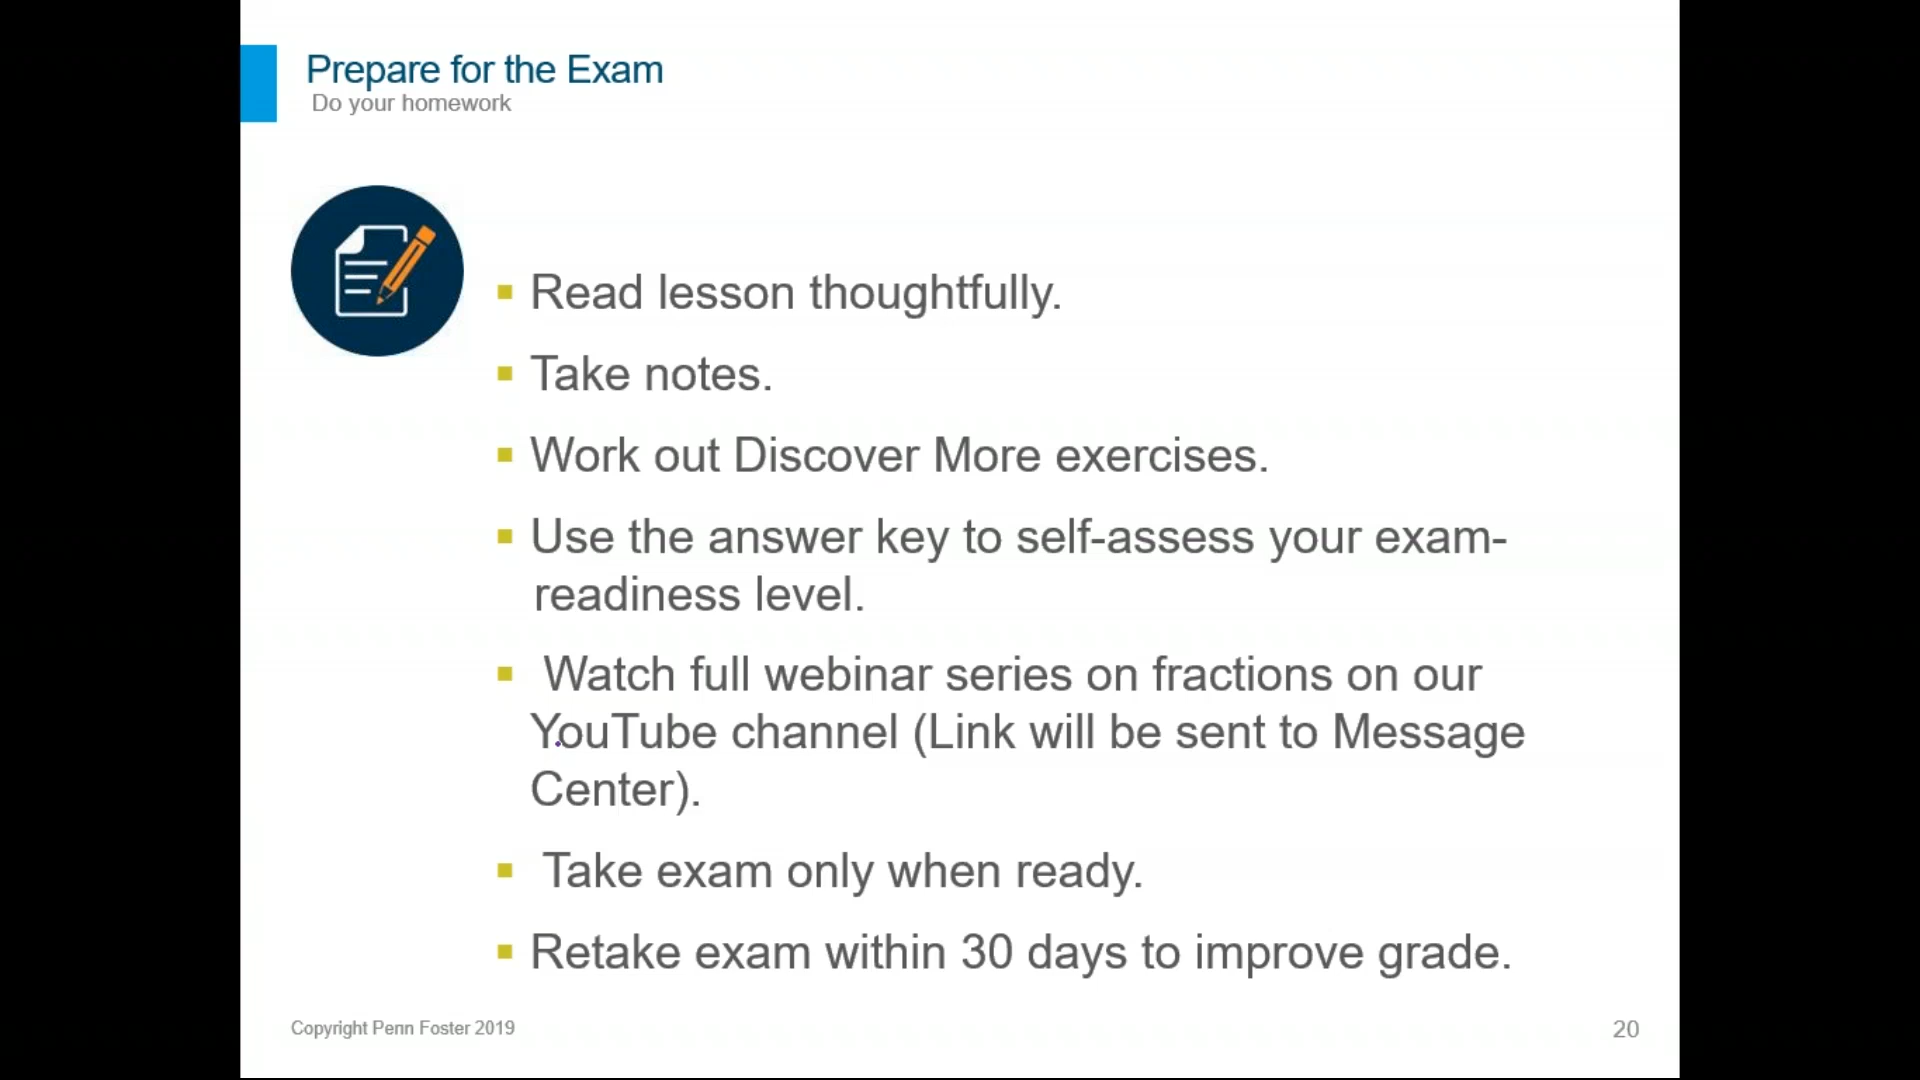 Prepare for the Exam
Do your homework
▪ Read lesson thoughtfully.
▪ Take notes.
▪ Work out Discover More exercises.
▪ Use the answer key to self-assess your exam-
readiness level.
▪ Watch full webinar series on fractions on our
YouTube channel (Link will be sent to Message
Center).
▪ Take exam only when ready.
▪ Retake exam within 30 days to improve grade.
Copyright Penn Foster 2019
20